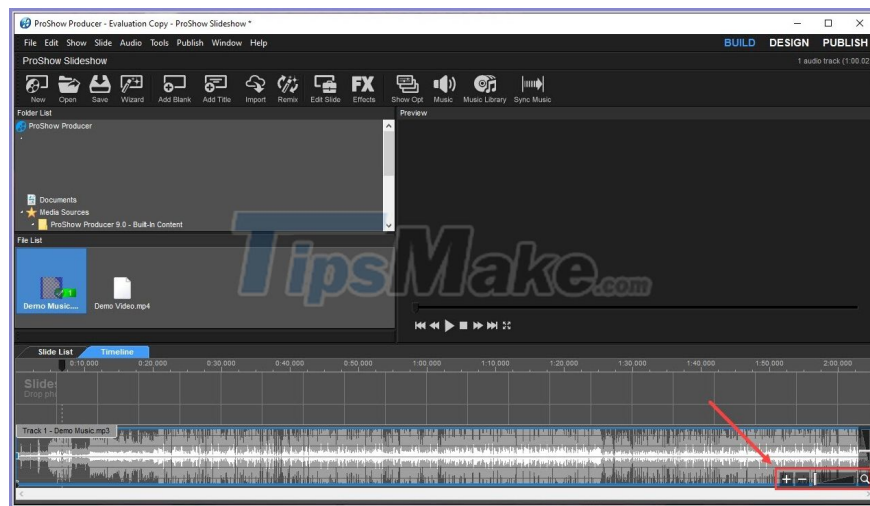 ProShow Producer - Evaluation Copy - ProShow Slideshow *
File Edit Show Slide Audio Tools Publish Window Help
BUILD DESIGN PUBLISH
ProShow Slideshow
1 audio track (1:00.02
New Open Save Wizard Add Blank Add Title Import Remix Edit Slide Effects Show Opt Music Music Library Sync Music
FX
Folder List
Preview
ProShow Producer
Documents
Media Sources
ProShow Producer 9.0 - Built-In Content
File List
Demo Music....
Demo Video.mp4
TipsMake.com
Slide List Timeline
0:10.000 0:20.000 0:30.000 0:40.000 0:50.000 1:00.000 1:10.000 1:20.000 1:30.000 1:40.000 1:50.000 2:00.000
Slides
Drop ph
Track 1 - Demo Music.mp3